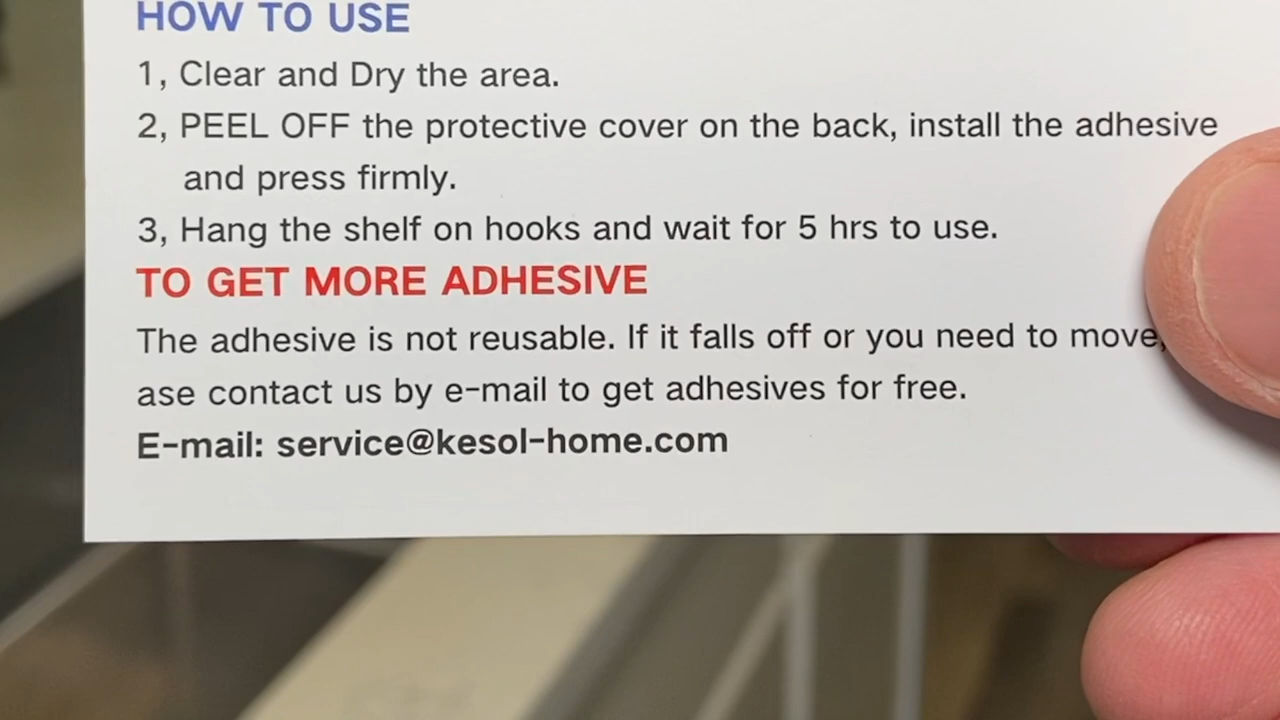 HOW TO USE
1, Clear and Dry the area.
2, PEEL OFF the protective cover on the back, install the adhesive
and press firmly.
3, Hang the shelf on hooks and wait for 5 hrs to use.
TO GET MORE ADHESIVE
The adhesive is not reusable. If it falls off or you need to move,
ase contact us by e-mail to get adhesives for free.
E-mail: service@kesol-home.com